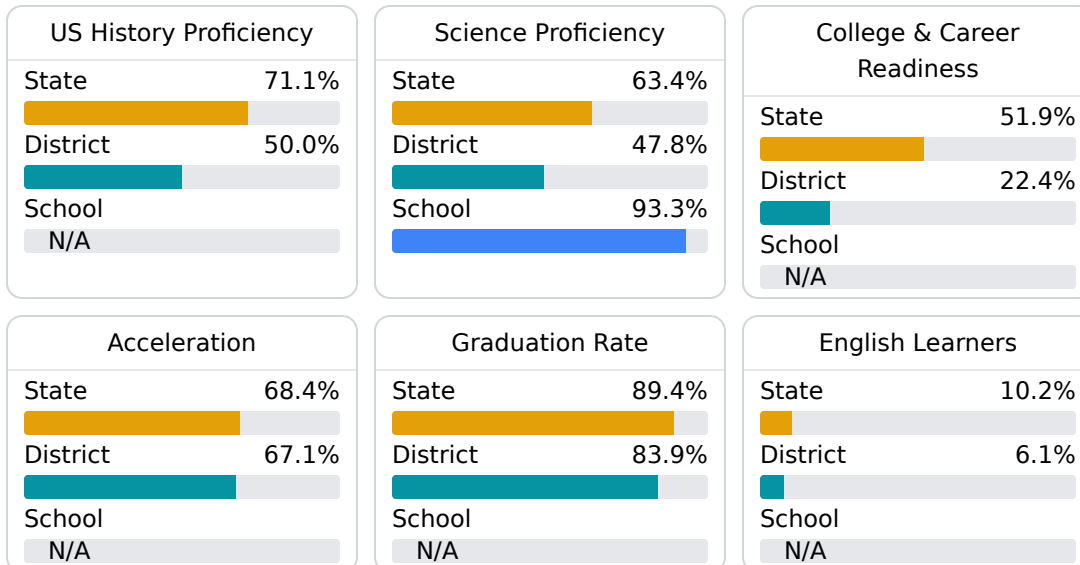 US History Proficiency
State 71.1%
District 50.0%
School
N/A
Science Proficiency
State 63.4%
District 47.8%
School 93.3%
College & Career
Readiness
State 51.9%
District 22.4%
School
N/A
Acceleration
State 68.4%
District 67.1%
School
N/A
Graduation Rate
State 89.4%
District 83.9%
School
N/A
English Learners
State 10.2%
District 6.1%
School
N/A